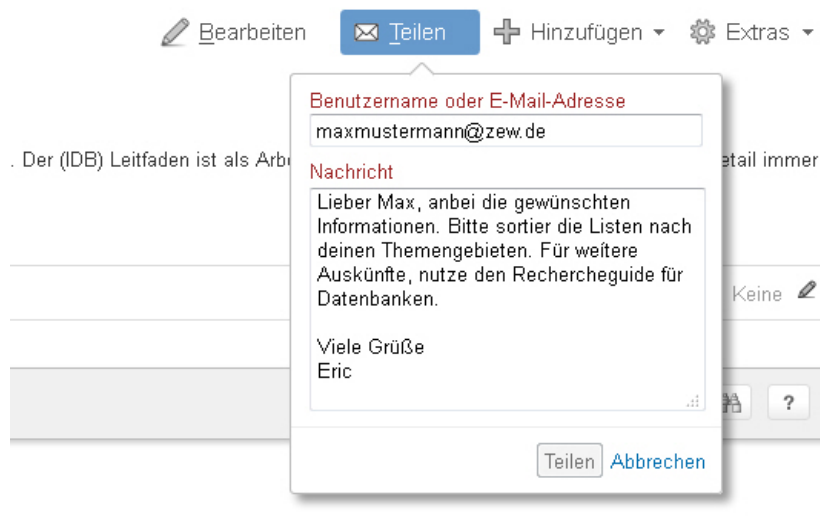 Bearbeiten Teilen Hinzufügen Extras
Benutzername oder E-Mail-Adresse
maxmustermann@zew.de
. Der (IDB) Leitfaden ist als Arb etail immer
Nachricht
Lieber Max, anbei die gewünschten
Informationen. Bitte sortier die Listen nach
deinen Themengebieten. Für weitere
Auskünfte, nutze den Rechercheguide für
Datenbanken.
Keine
Viele Grüße
Eric
?
Teilen Abbrechen